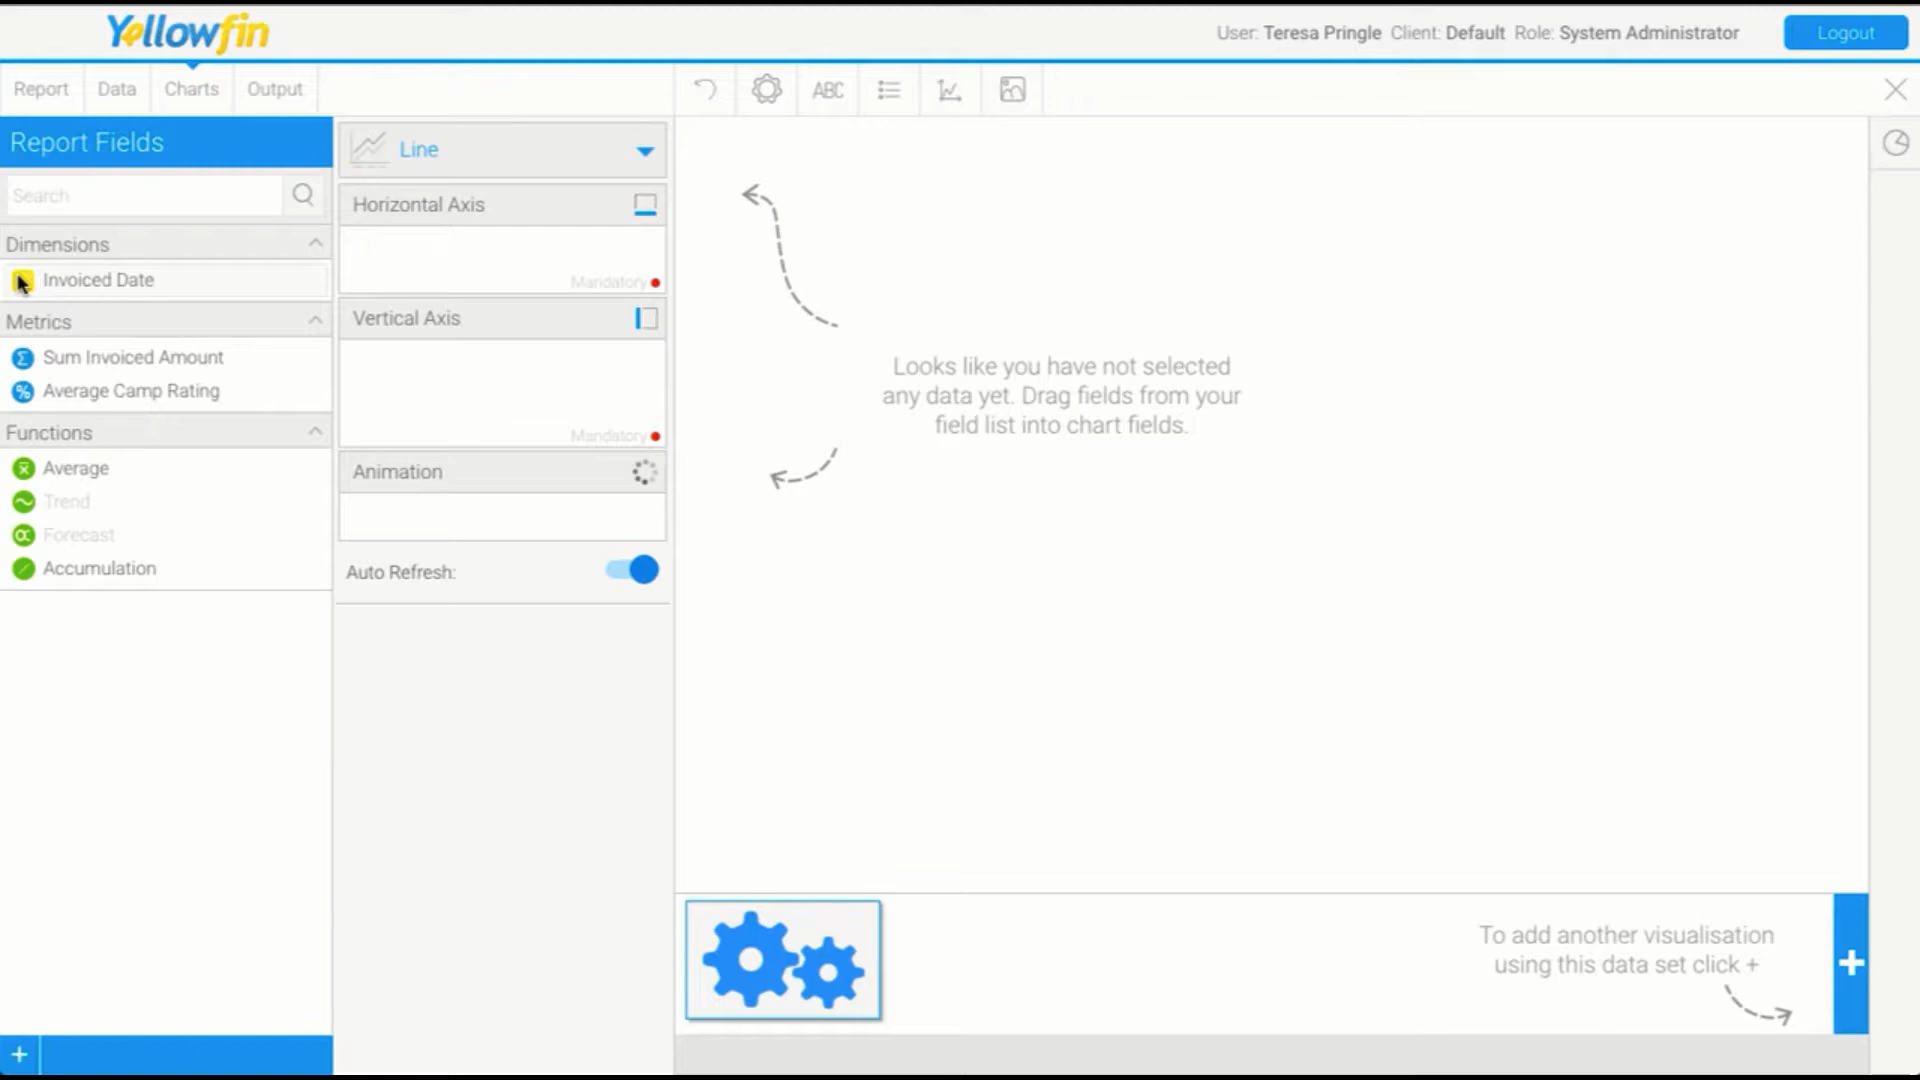 Yellowfin
User: Teresa Pringle Client: Default Role: System Administrator
Logout
Report
Data
Charts
Output
ABC
Report Fields
Search
Dimensions
Invoiced Date
Metrics
Sum Invoiced Amount
Average Camp Rating
Functions
Average
Trend
Forecast
Accumulation
Line
Horizontal Axis
Mandatory
Vertical Axis
Mandatory
Animation
Auto Refresh:
Looks like you have not selected
any data yet. Drag fields from your
field list into chart fields.
To add another visualisation
using this data set click +